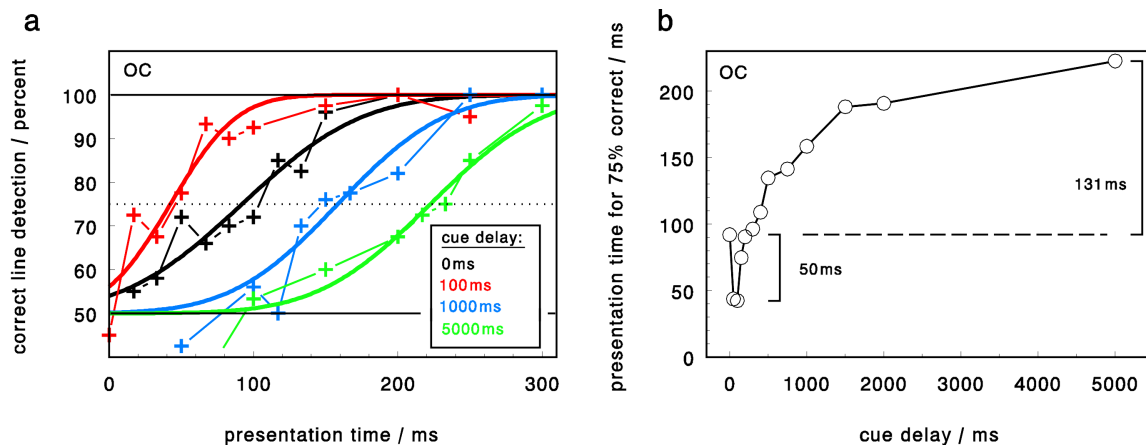 a
correct line detection / percent
OC
100
90
80
70
60
50
cue delay:
0ms
100ms
1000ms
5000ms
0
100
200
300
presentation time / ms
b
presentation time for 75% correct / ms
OC
200
150
100
50
0
131ms
50ms
0
1000
2000
3000
4000
5000
cue delay / ms